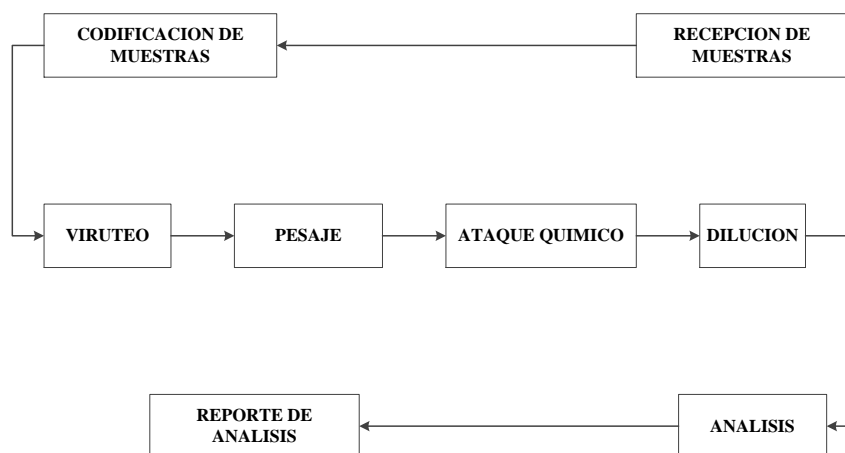 CODIFICACION DE
MUESTRAS
RECEPCION DE
MUESTRAS
VIRUTEO
PESAJE
ATAQUE QUIMICO
DILUCION
REPORTE DE
ANALISIS
ANALISIS